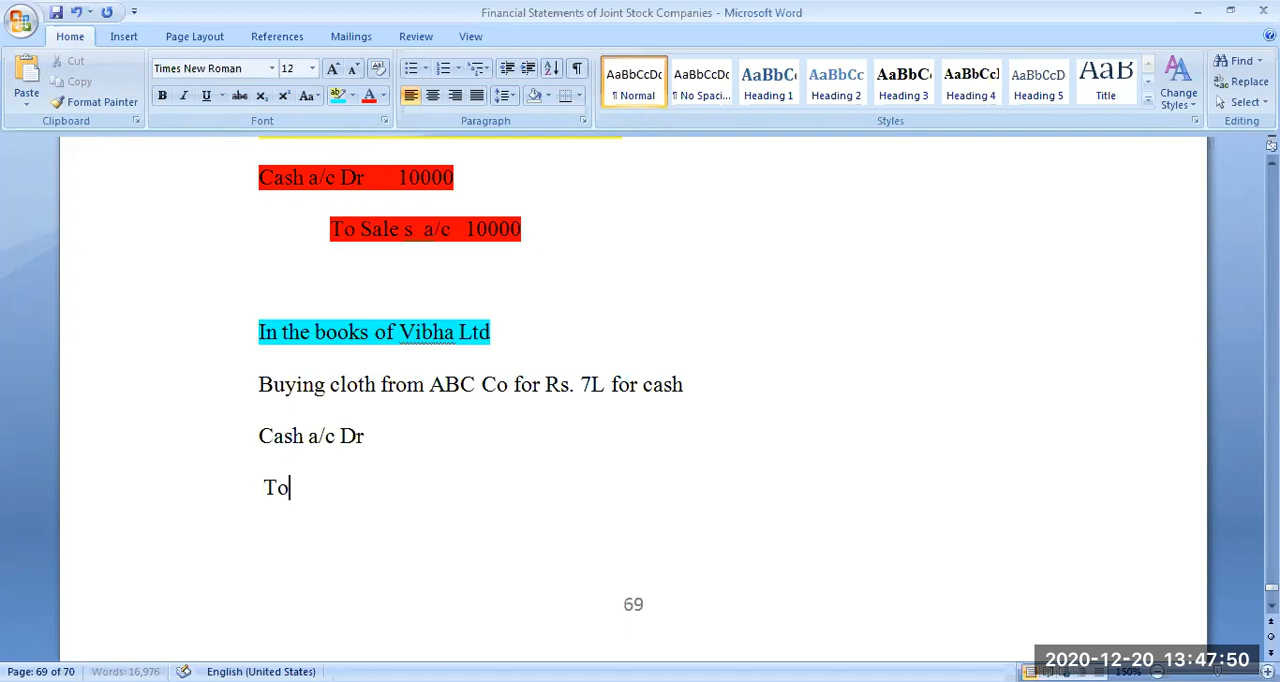 Financial Statements of Joint Stock Companies - Microsoft Word
Home Insert Page Layout References Mailings Review View
Paste
Cut
Copy
Format Painter
Clipboard
Times New Roman 12
Font
Paragraph
AaBbCcDc AaBbCcDc AaBbC AaBbCc AaBbC AaBbCcI AaBbCcD AaB
¶ Normal ¶ No Spaci... Heading 1 Heading 2 Heading 3 Heading 4 Heading 5 Title
Change Styles
Styles
Find
Replace
Select
Editing
Cash a/c Dr 10000
To Sale s a/c 10000
In the books of Vibha Ltd
Buying cloth from ABC Co for Rs. 7L for cash
Cash a/c Dr
To
69
Page: 69 of 70 Words: 16,976 English (United States) 150%
2020-12-20 13:47:50